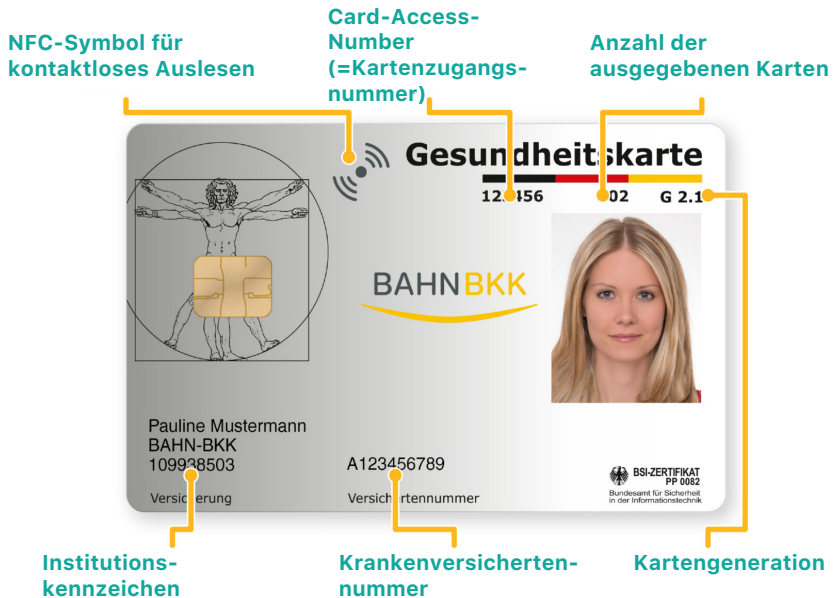 Card-Access-
Number
(=Kartenzugangs-
nummer)
NFC-Symbol für
kontaktloses Auslesen
Anzahl der
ausgegebenen Karten
Gesundheitskarte
123456 02 G 2.1
BAHNBKK
Pauline Mustermann
BAHN-BKK
109938503
A123456789
Versicherung
Versichertennummer
BSI-ZERTIFIKAT
PP 0082
Bundesamt für Sicherheit
in der Informationstechnik
Institutions-
kennzeichen
Krankenversicherten-
nummer
Kartengeneration